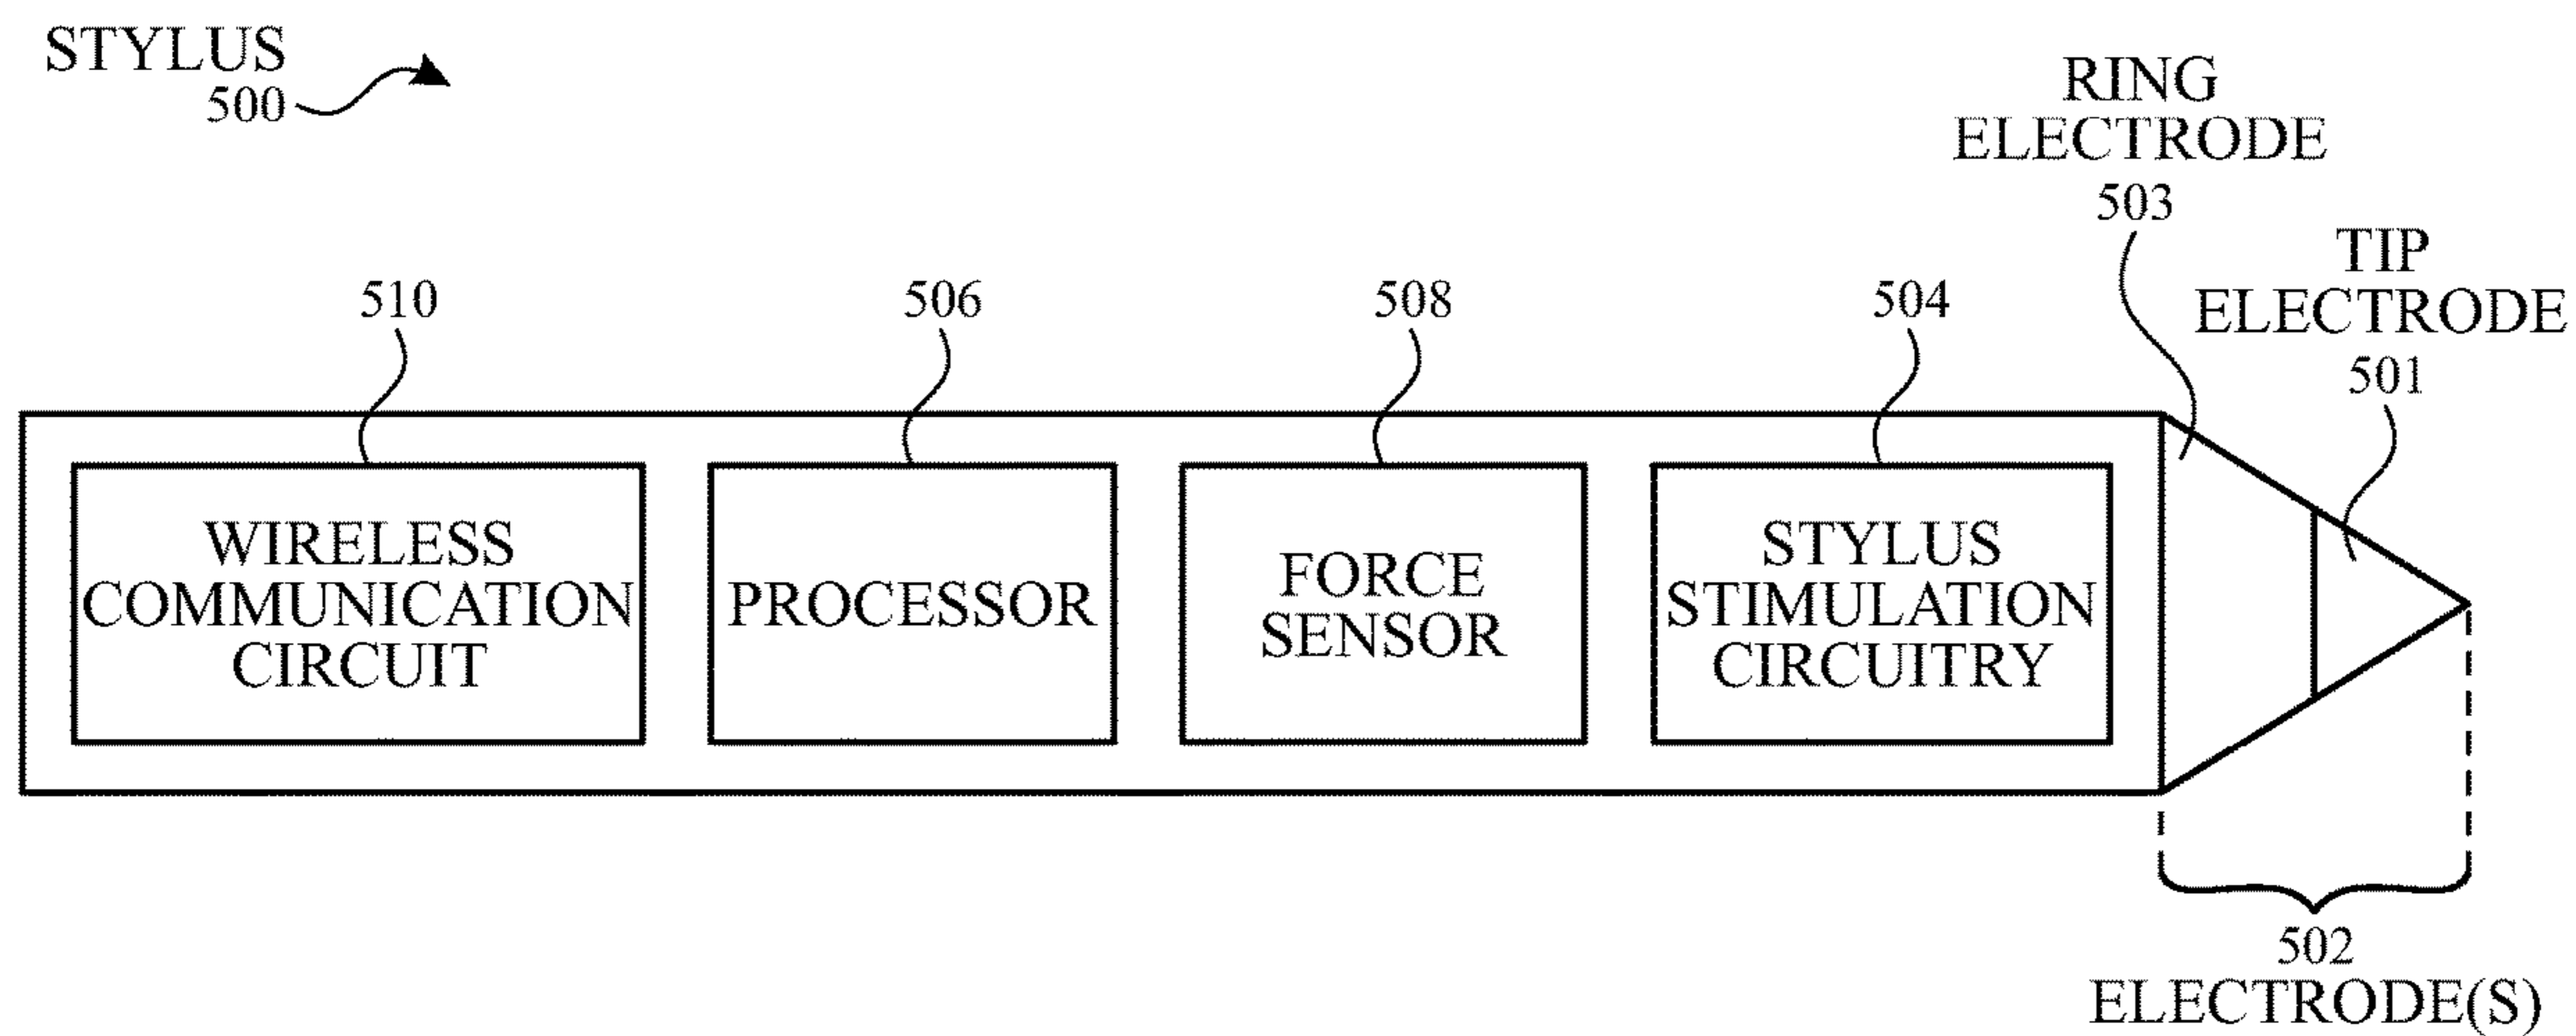 STYLUS
500
RING
ELECTRODE
503
TIP
ELECTRODE
501
510
506
508
504
WIRELESS
COMMUNICATION
CIRCUIT
PROCESSOR
FORCE
SENSOR
STYLUS
STIMULATION
CIRCUITRY
502
ELECTRODE(S)